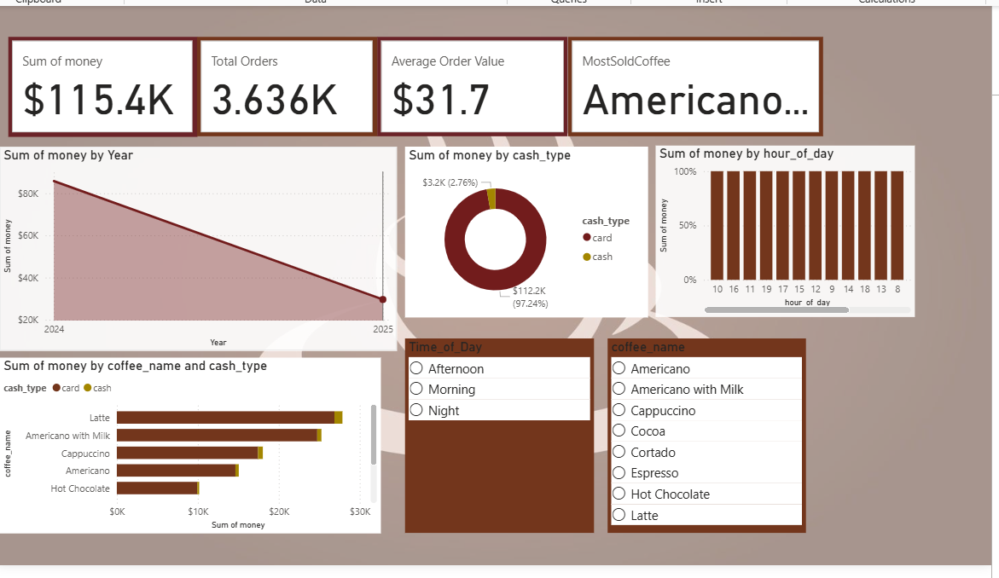 Clipboard
Data
Queries
Insert
Calculations
Sum of money
$115.4K
Total Orders
3.636K
Average Order Value
$31.7
MostSoldCoffee
Americano...
Sum of money by Year
Sum of money
$80K
$60K
$40K
$20K
2024
2025
Year
Sum of money by cash_type
$3.2K (2.76%)
$112.2K
(97.24%)
cash_type
card
cash
Sum of money by hour_of_day
Sum of money
100%
50%
0%
10 16 11 19 17 15 12 9 14 18 13 8
hour_of_day
Sum of money by coffee_name and cash_type
cash_type card cash
coffee_name
Latte
Americano with Milk
Cappuccino
Americano
Hot Chocolate
$0K $10K $20K $30K
Sum of money
Time_of_Day
Afternoon
Morning
Night
coffee_name
Americano
Americano with Milk
Cappuccino
Cocoa
Cortado
Espresso
Hot Chocolate
Latte